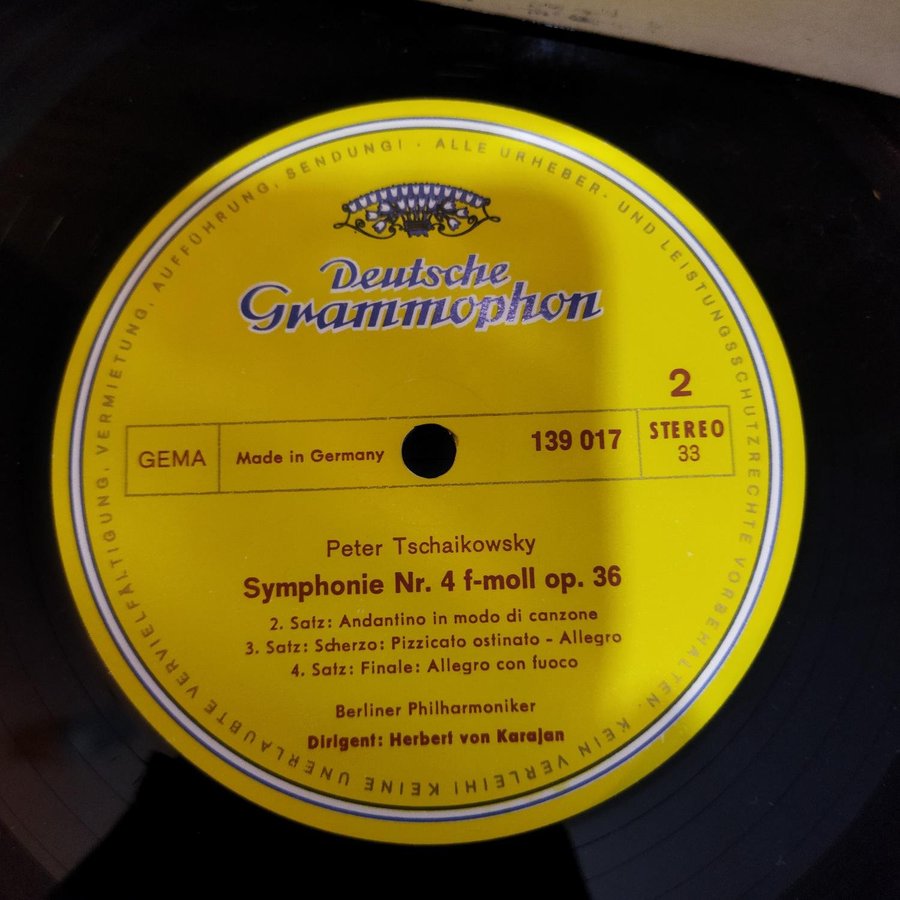 Deutsche
Grammophon
2
GEMA
Made in Germany
139 017
STEREO
33
Peter Tschaikowsky
Symphonie Nr. 4 f-moll op. 36
2. Satz: Andantino in modo di canzone
3. Satz: Scherzo: Pizzicato ostinato - Allegro
4. Satz: Finale: Allegro con fuoco
Berliner Philharmoniker
Dirigent: Herbert von Karajan
ALLE URHEBER- UND LEISTUNGSSCHUTZRECHTE VORBEHALTEN. KEIN VERLEIH! KEINE UNERLAUBTE VERVIELFÄLTIGUNG, VERMIETUNG, AUFFÜHRUNG, SENDUNG! ·